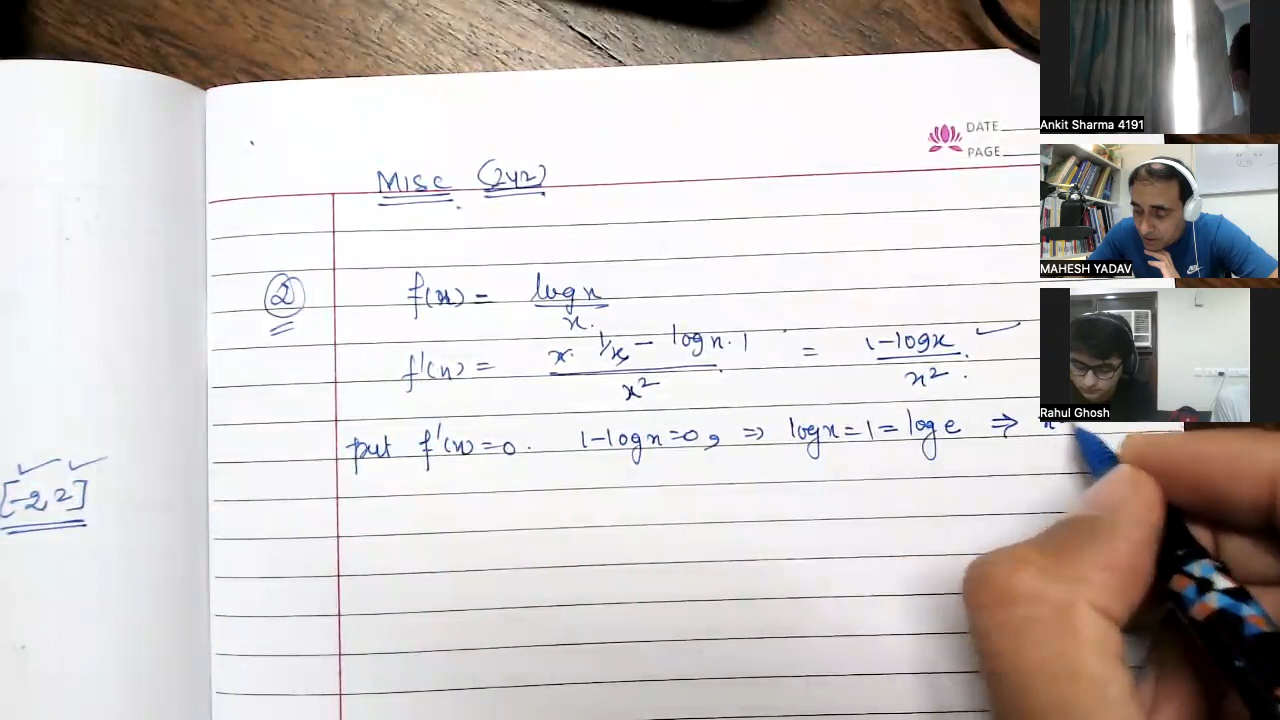 DATE
PAGE
MISC (242)
② f(x) = log x / x
f'(x) = x · 1/x - log x · 1 / x² = 1 - log x / x²
put f'(x) = 0 . 1 - log x = 0 , ⇒ log x = 1 = log e ⇒ x
[-2, 2]
Ankit Sharma 4191
MAHESH YADAV
Rahul Ghosh